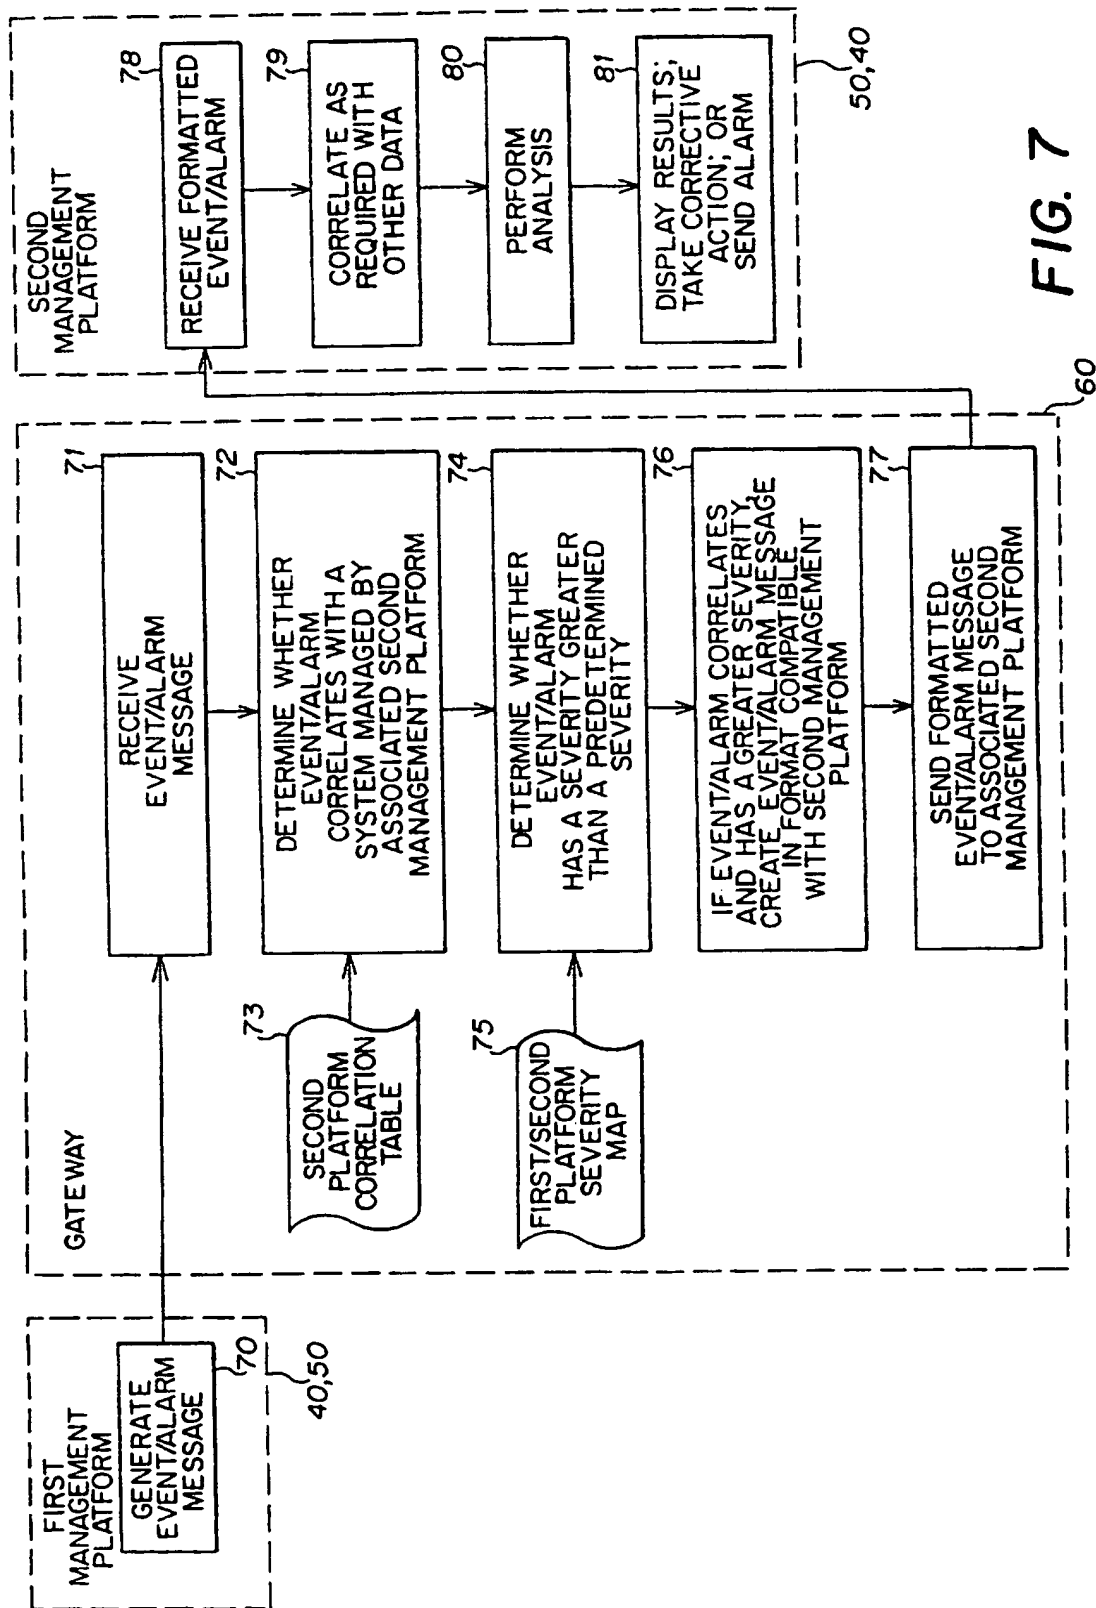 FIRST
MANAGEMENT
PLATFORM
GENERATE
EVENT/ALARM
MESSAGE
70
40,50
GATEWAY
RECEIVE
EVENT/ALARM
MESSAGE
71
DETERMINE WHETHER
EVENT/ALARM
CORRELATES WITH A
SYSTEM MANAGED BY
ASSOCIATED SECOND
MANAGEMENT PLATFORM
72
SECOND
PLATFORM
CORRELATION
TABLE
73
DETERMINE WHETHER
EVENT/ALARM
HAS A SEVERITY GREATER
THAN A PREDETERMINED
SEVERITY
74
FIRST/SECOND
PLATFORM
SEVERITY
MAP
75
IF EVENT/ALARM CORRELATES
AND HAS A GREATER SEVERITY,
CREATE EVENT/ALARM MESSAGE
IN FORMAT COMPATIBLE
WITH SECOND MANAGEMENT
PLATFORM
76
SEND FORMATTED
EVENT/ALARM MESSAGE
TO ASSOCIATED SECOND
MANAGEMENT PLATFORM
77
60
SECOND
MANAGEMENT
PLATFORM
RECEIVE FORMATTED
EVENT/ALARM
78
CORRELATE AS
REQUIRED WITH
OTHER DATA
79
PERFORM
ANALYSIS
80
DISPLAY RESULTS;
TAKE CORRECTIVE
ACTION; OR
SEND ALARM
81
50,40
FIG. 7